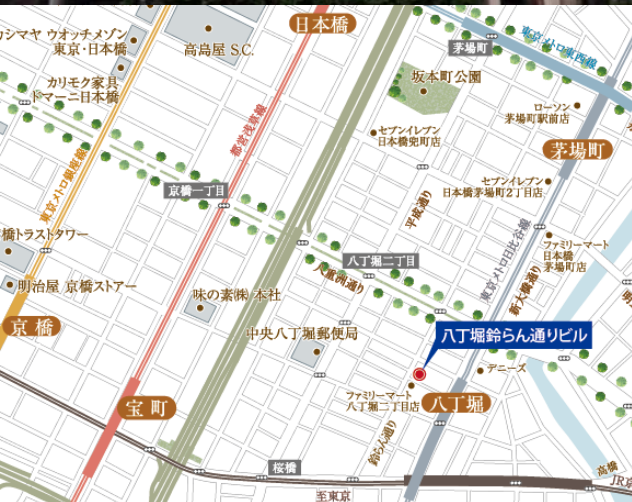 カシマヤ ウオッチメゾン
東京・日本橋
高島屋 S.C.
日本橋
茅場町
東京メトロ東西線
カリモク家具
ドマーニ日本橋
坂本町公園
ローソン
茅場町駅前店
都営浅草線
セブンイレブン
日本橋兜町店
茅場町
東京メトロ銀座線
京橋一丁目
セブンイレブン
日本橋茅場町2丁目店
平成通り
東京メトロ日比谷線
橋トラストタワー
八丁堀二丁目
ファミリーマート
日本橋
茅場町店
八重洲通り
新大橋通り
明治屋 京橋ストアー
味の素㈱ 本社
京橋
中央八丁堀郵便局
八丁堀鈴らん通りビル
デニーズ
宝町
ファミリーマート
八丁堀二丁目店
八丁堀
鈴らん通り
桜橋
高橋
至東京
JR京